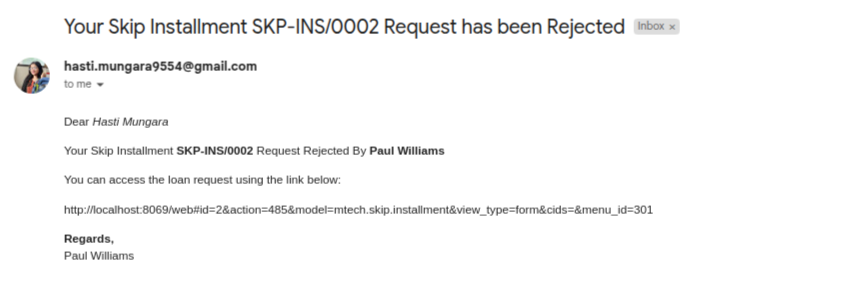 Your Skip Installment SKP-INS/0002 Request has been Rejected Inbox ×
hasti.mungara9554@gmail.com
to me
Dear Hasti Mungara
Your Skip Installment SKP-INS/0002 Request Rejected By Paul Williams
You can access the loan request using the link below:
http://localhost:8069/web#id=2&action=485&model=mtech.skip.installment&view_type=form&cids=&menu_id=301
Regards,
Paul Williams